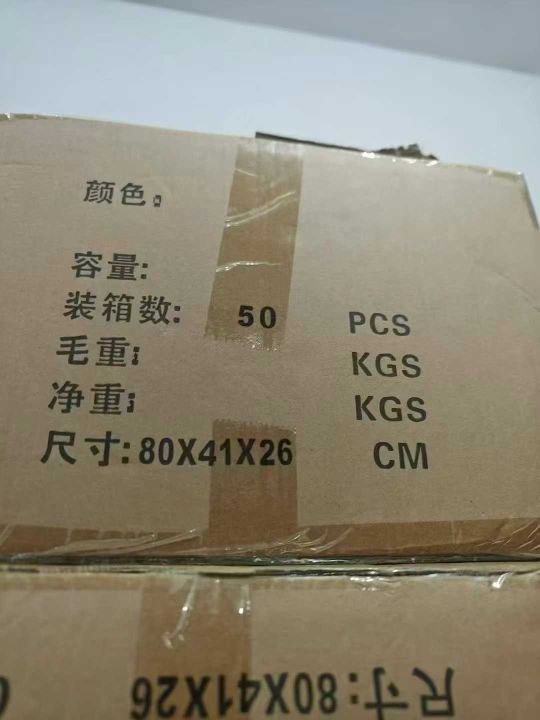 颜色:
容量:
装箱数: 50 PCS
毛重: KGS
净重: KGS
尺寸:80X41X26 CM
尺寸:80X41X26